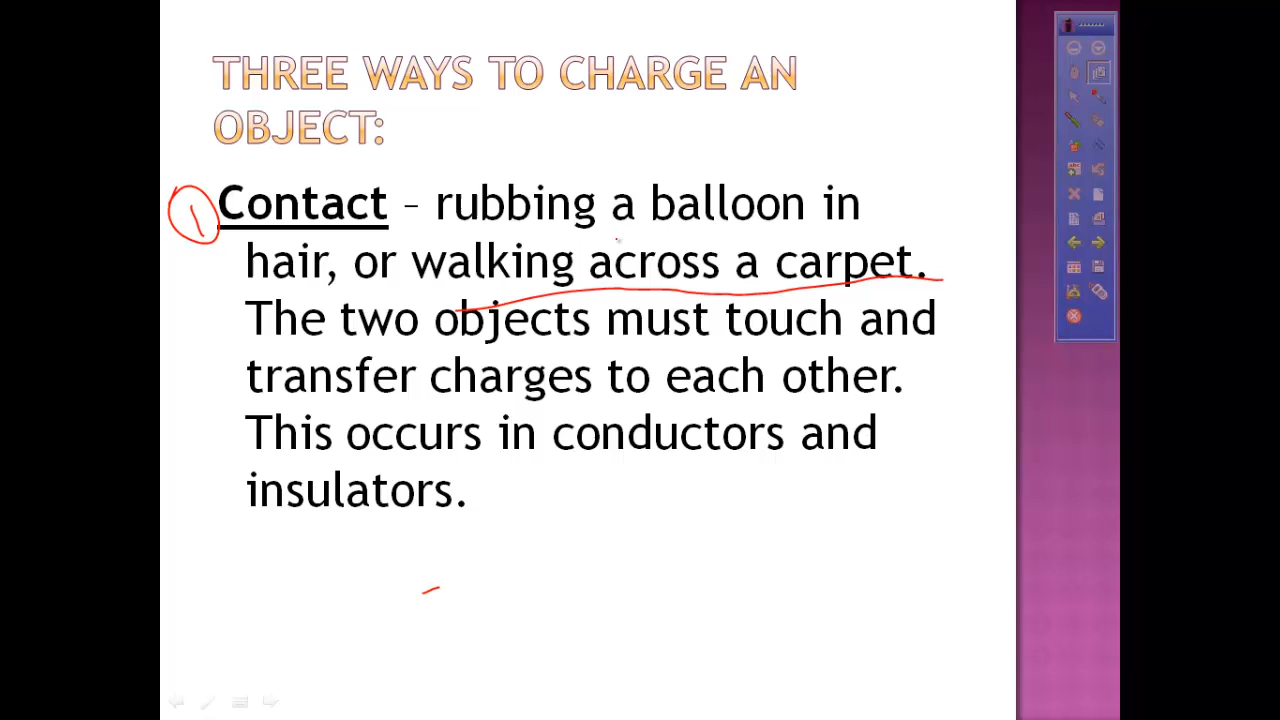 THREE WAYS TO CHARGE AN
OBJECT:
1 Contact – rubbing a balloon in
hair, or walking across a carpet.
The two objects must touch and
transfer charges to each other.
This occurs in conductors and
insulators.